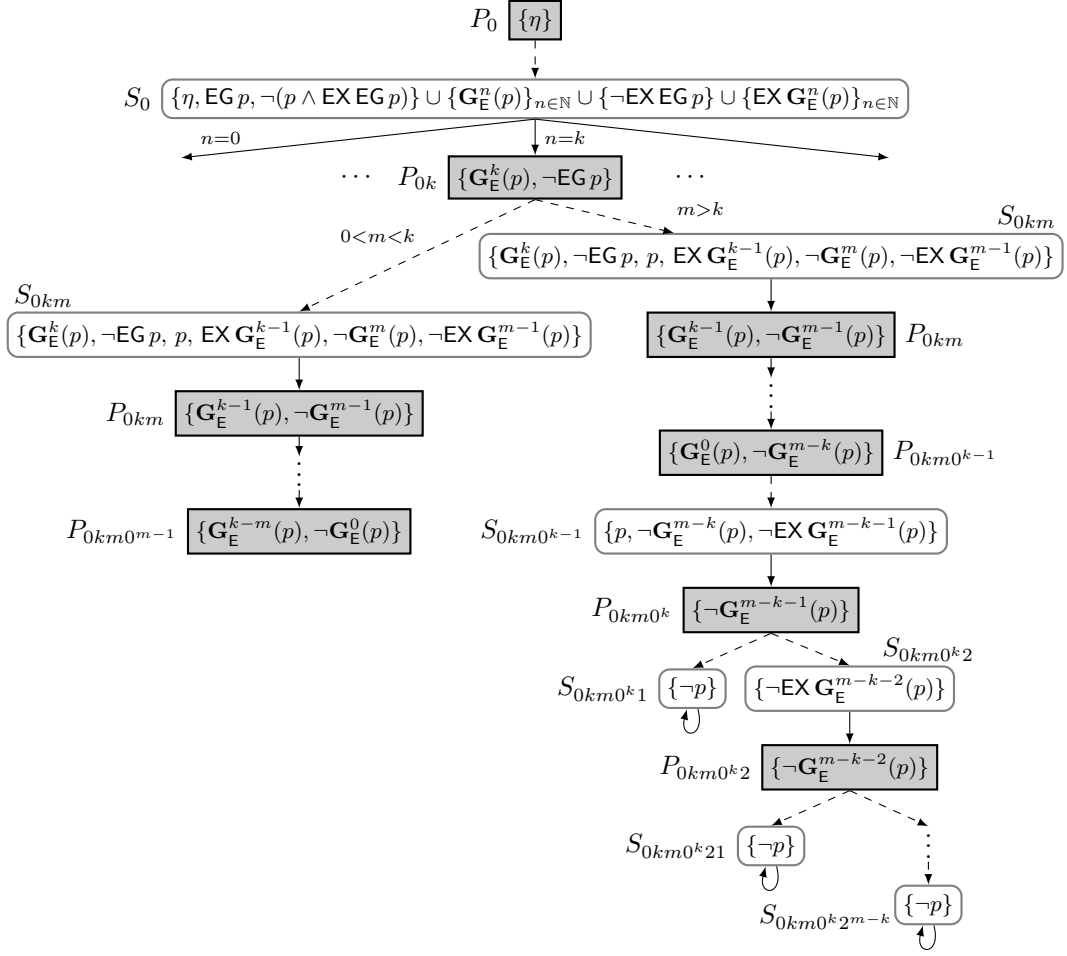 P_0 {η}
S_0 {η, EG p, ¬(p ∧ EX EG p)} ∪ {G_E^n(p)}_{n∈ℕ} ∪ {¬EX EG p} ∪ {EX G_E^n(p)}_{n∈ℕ}
n=0 n=k
⋯ P_{0k} {G_E^k(p), ¬EG p} ⋯
0<m<k m>k
S_{0km}
{G_E^k(p), ¬EG p, p, EX G_E^{k−1}(p), ¬G_E^m(p), ¬EX G_E^{m−1}(p)}
S_{0km}
{G_E^k(p), ¬EG p, p, EX G_E^{k−1}(p), ¬G_E^m(p), ¬EX G_E^{m−1}(p)}
{G_E^{k−1}(p), ¬G_E^{m−1}(p)} P_{0km}
P_{0km} {G_E^{k−1}(p), ¬G_E^{m−1}(p)}
{G_E^0(p), ¬G_E^{m−k}(p)} P_{0km0^{k−1}}
P_{0km0^{m−1}} {G_E^{k−m}(p), ¬G_E^0(p)}
S_{0km0^{k−1}} {p, ¬G_E^{m−k}(p), ¬EX G_E^{m−k−1}(p)}
P_{0km0^k} {¬G_E^{m−k−1}(p)}
S_{0km0^k2}
S_{0km0^k1} {¬p} {¬EX G_E^{m−k−2}(p)}
P_{0km0^k2} {¬G_E^{m−k−2}(p)}
S_{0km0^k21} {¬p}
S_{0km0^k2^{m−k}} {¬p}